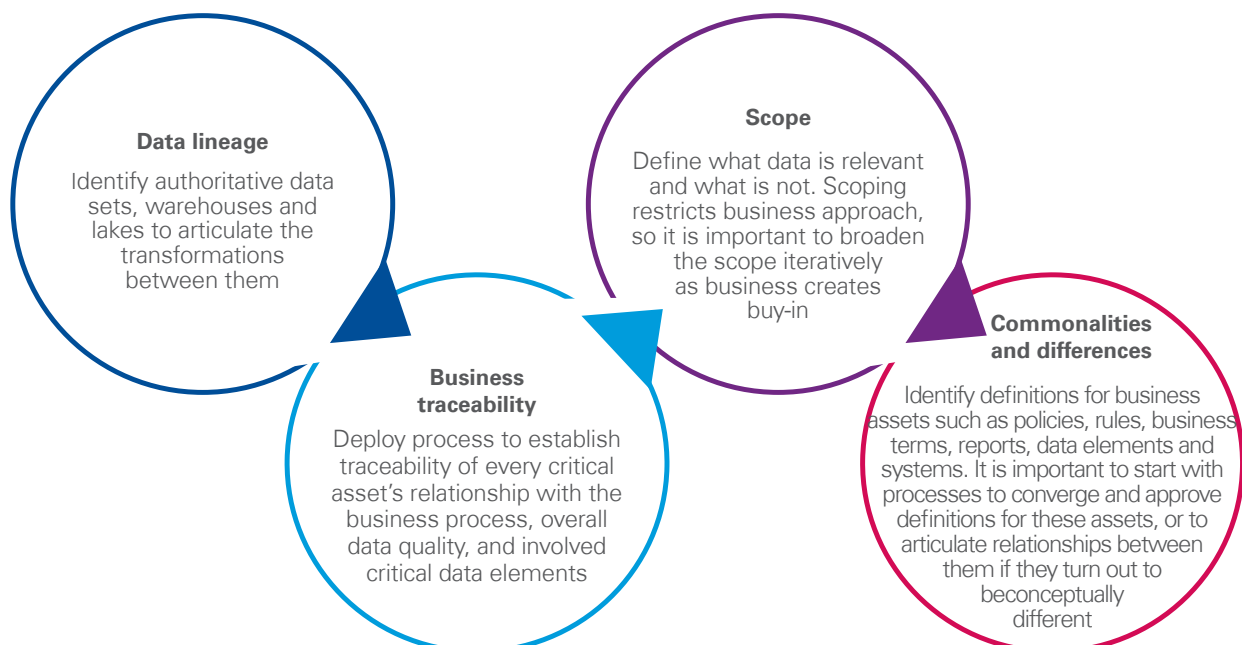 Data lineage
Identify authoritative data
sets, warehouses and
lakes to articulate the
transformations
between them
Business
traceability
Deploy process to establish
traceability of every critical
asset’s relationship with the
business process, overall
data quality, and involved
critical data elements
Scope
Define what data is relevant
and what is not. Scoping
restricts business approach,
so it is important to broaden
the scope iteratively
as business creates
buy-in
Commonalities
and differences
Identify definitions for business
assets such as policies, rules, business
terms, reports, data elements and
systems. It is important to start with
processes to converge and approve
definitions for these assets, or to
articulate relationships between
them if they turn out to
beconceptually
different